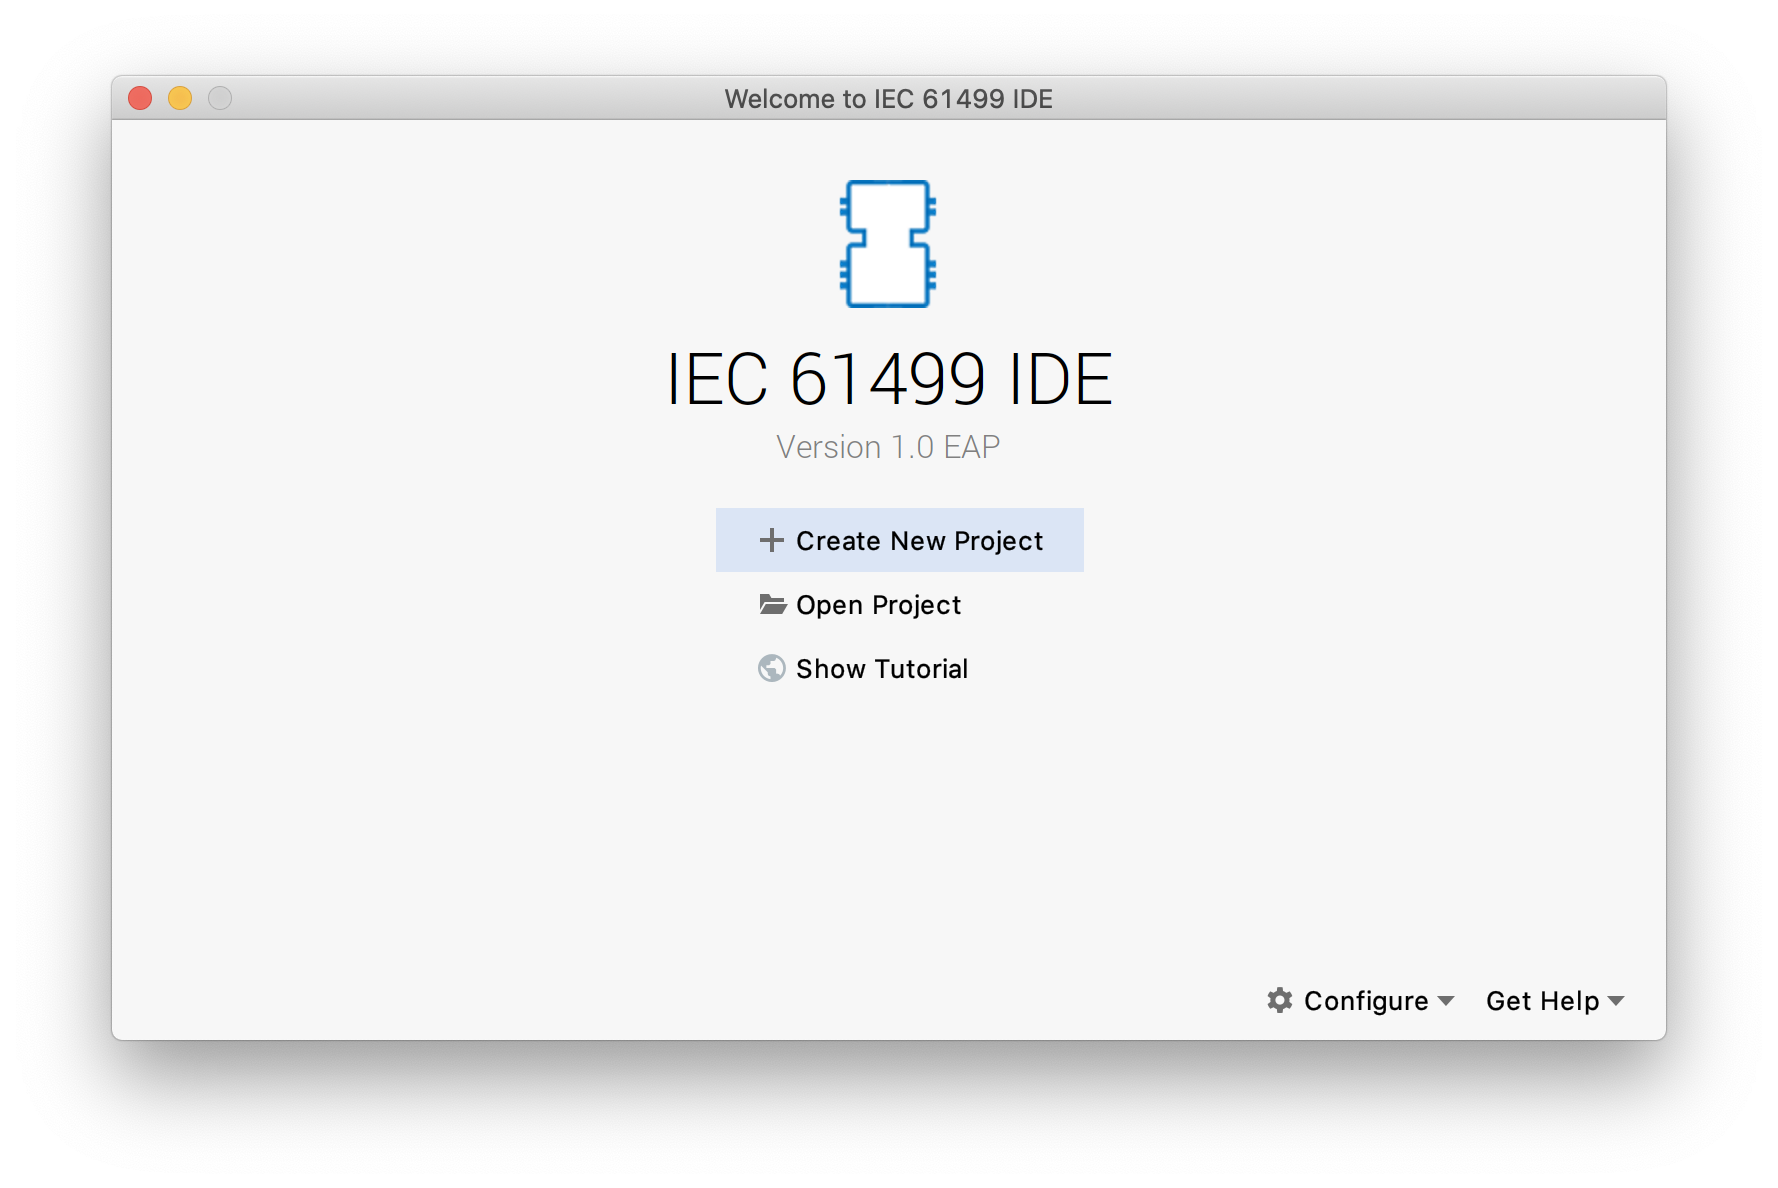 Welcome to IEC 61499 IDE
IEC 61499 IDE
Version 1.0 EAP
Create New Project
Open Project
Show Tutorial
Configure
Get Help